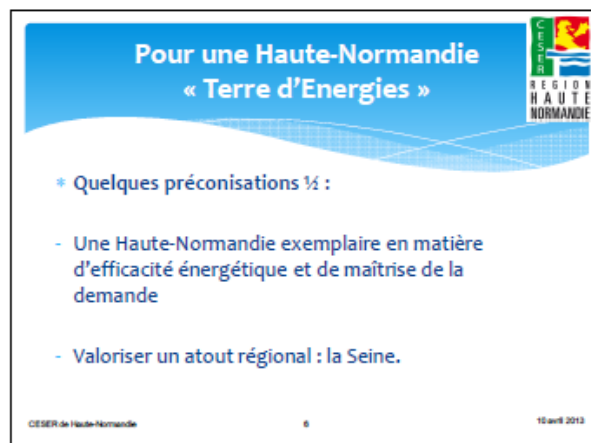 Pour une Haute-Normandie
« Terre d’Energies »
CESER
REGION
HAUTE
NORMANDIE
* Quelques préconisations ½ :
- Une Haute-Normandie exemplaire en matière
d’efficacité énergétique et de maîtrise de la
demande
- Valoriser un atout régional : la Seine.
CESER de Haute-Normandie
6
10 avril 2013